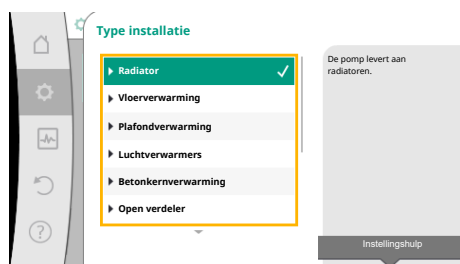 Type installatie
Radiator
Vloerverwarming
Plafondverwarming
Luchtverwarmers
Betonkernverwarming
Open verdeler
De pomp levert aan
radiatoren.
Instellingshulp
?